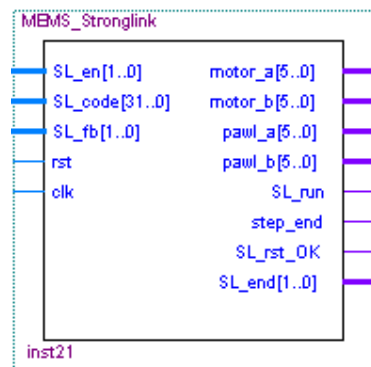 MEMS_Stronglink
SL_en[1..0] motor_a[5..0]
SL_code[31..0] motor_b[5..0]
SL_fb[1..0] pawl_a[5..0]
rst pawl_b[5..0]
clk SL_run
step_end
SL_rst_OK
SL_end[1..0]
inst21